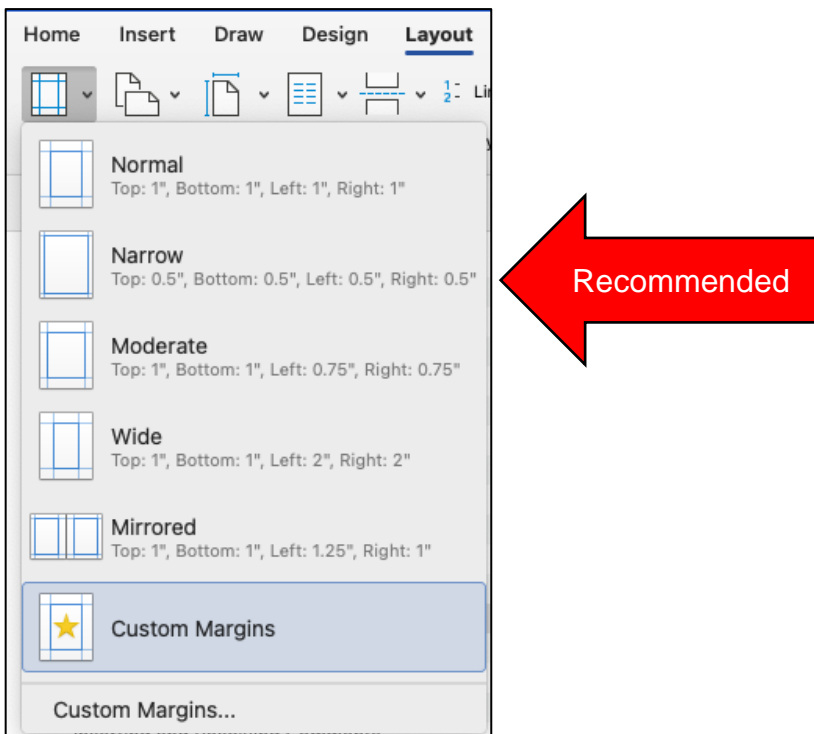 Home Insert Draw Design Layout
1
2
Normal
Top: 1", Bottom: 1", Left: 1", Right: 1"
Narrow
Top: 0.5", Bottom: 0.5", Left: 0.5", Right: 0.5"
Recommended
Moderate
Top: 1", Bottom: 1", Left: 0.75", Right: 0.75"
Wide
Top: 1", Bottom: 1", Left: 2", Right: 2"
Mirrored
Top: 1", Bottom: 1", Left: 1.25", Right: 1"
Custom Margins
Custom Margins...